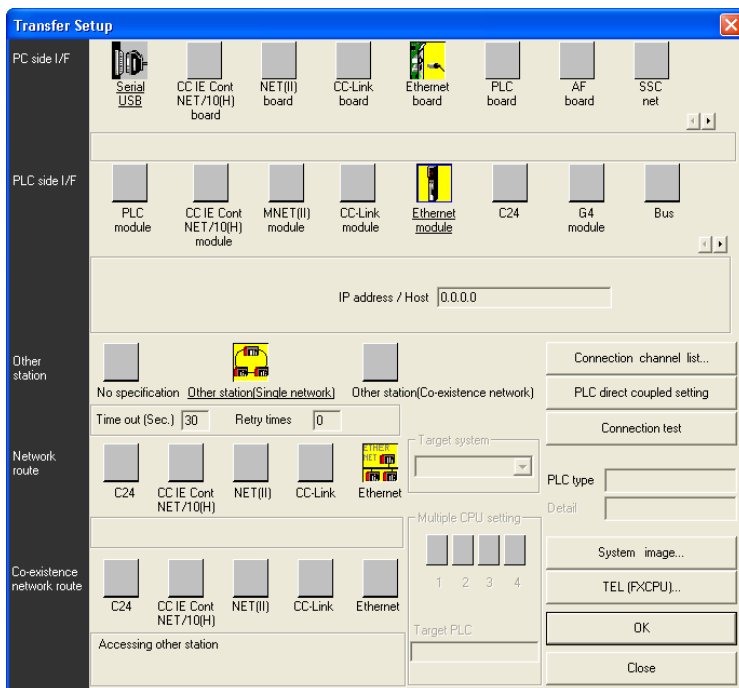 Transfer Setup
PC side I/F
Serial
USB
CC IE Cont
NET/10(H)
board
NET(II)
board
CC-Link
board
Ethernet
board
PLC
board
AF
board
SSC
net
PLC side I/F
PLC
module
CC IE Cont
NET/10(H)
module
MNET(II)
module
CC-Link
module
Ethernet
module
C24
G4
module
Bus
IP address / Host 0.0.0.0
Other
station
No specification
Other station(Single network)
Other station(Co-existence network)
Time out (Sec.) 30 Retry times 0
Connection channel list...
PLC direct coupled setting
Connection test
Network
route
C24
CC IE Cont
NET/10(H)
NET(II)
CC-Link
ETHER
NET
Ethernet
Target system
PLC type
Detail
Multiple CPU setting
1 2 3 4
Target PLC
System image...
TEL (FXCPU)...
OK
Close
Co-existence
network route
C24
CC IE Cont
NET/10(H)
NET(II)
CC-Link
Ethernet
Accessing other station